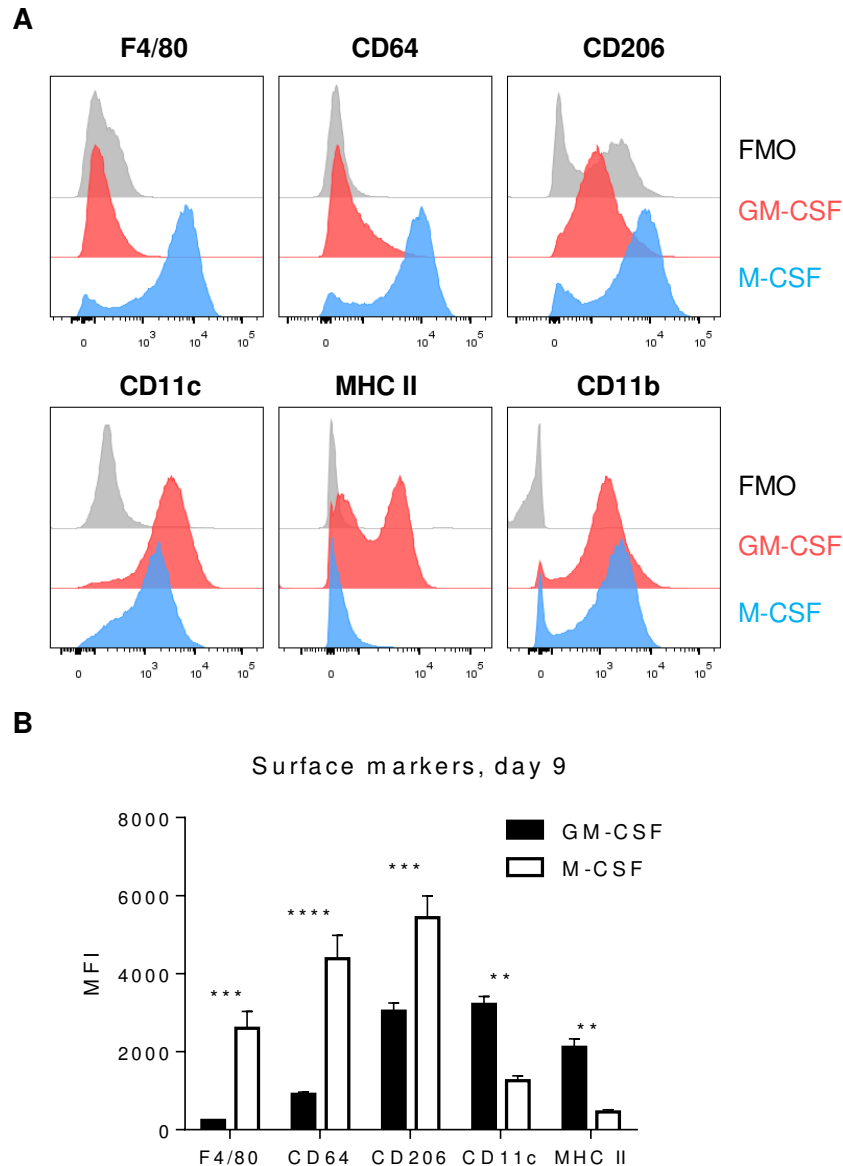 A
F4/80 CD64 CD206
FMO
GM-CSF
M-CSF
0 10³ 10⁴ 10⁵ 0 10⁴ 10⁵ 0 10⁴ 10⁵
CD11c MHC II CD11b
FMO
GM-CSF
M-CSF
0 10³ 10⁴ 10⁵ 0 10⁴ 10⁵ 0 10³ 10⁴ 10⁵
B
Surface markers, day 9
GM-CSF
M-CSF
MFI
8000
6000
4000
2000
0
*** **** *** ** **
F4/80 CD64 CD206 CD11c MHC II